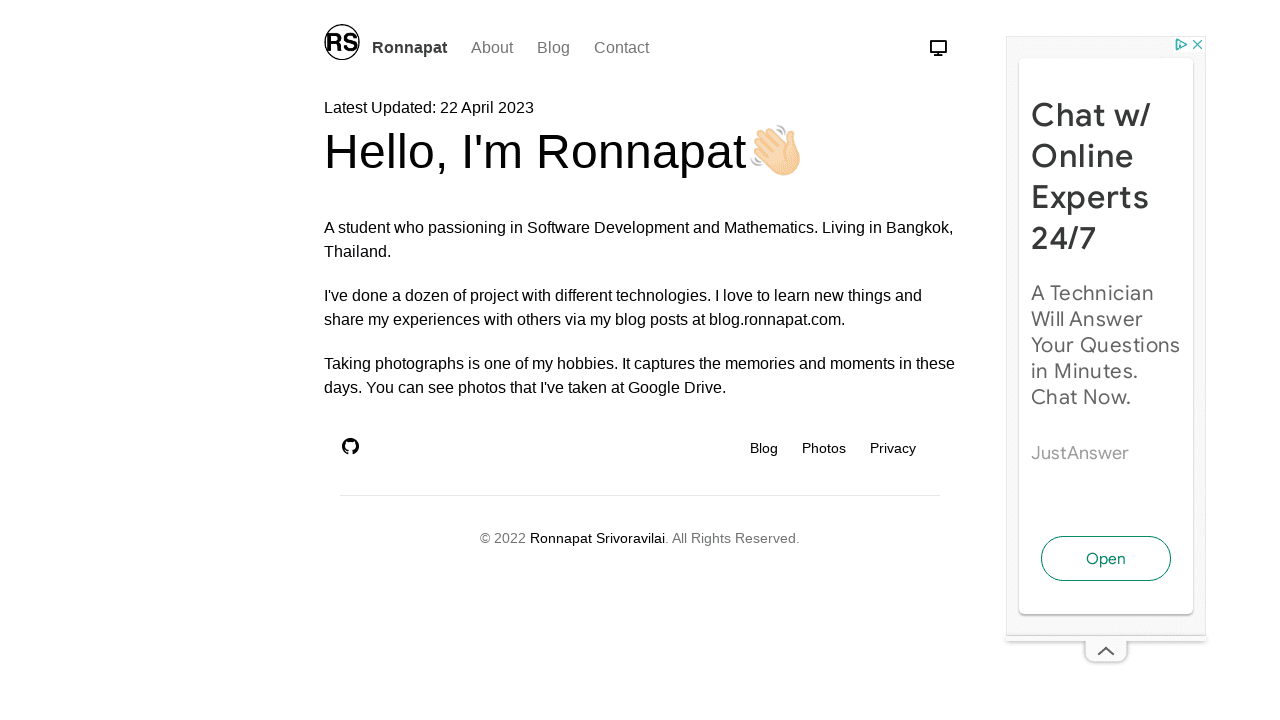 RS
Ronnapat About Blog Contact
Latest Updated: 22 April 2023
Hello, I'm Ronnapat👋🏻
A student who passioning in Software Development and Mathematics. Living in Bangkok,
Thailand.
I've done a dozen of project with different technologies. I love to learn new things and
share my experiences with others via my blog posts at blog.ronnapat.com.
Taking photographs is one of my hobbies. It captures the memories and moments in these
days. You can see photos that I've taken at Google Drive.
Blog Photos Privacy
© 2022 Ronnapat Srivoravilai. All Rights Reserved.
Chat w/
Online
Experts
24/7
A Technician
Will Answer
Your Questions
in Minutes.
Chat Now.
JustAnswer
Open